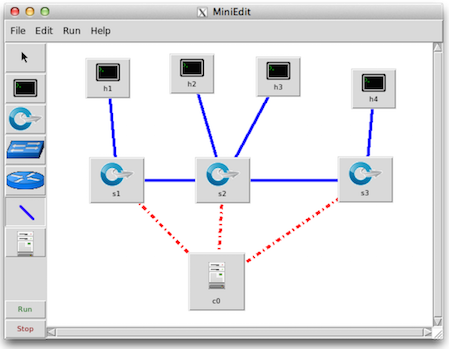 MiniEdit
File Edit Run Help
h1
h2
h3
h4
s1
s2
s3
c0
Run
Stop